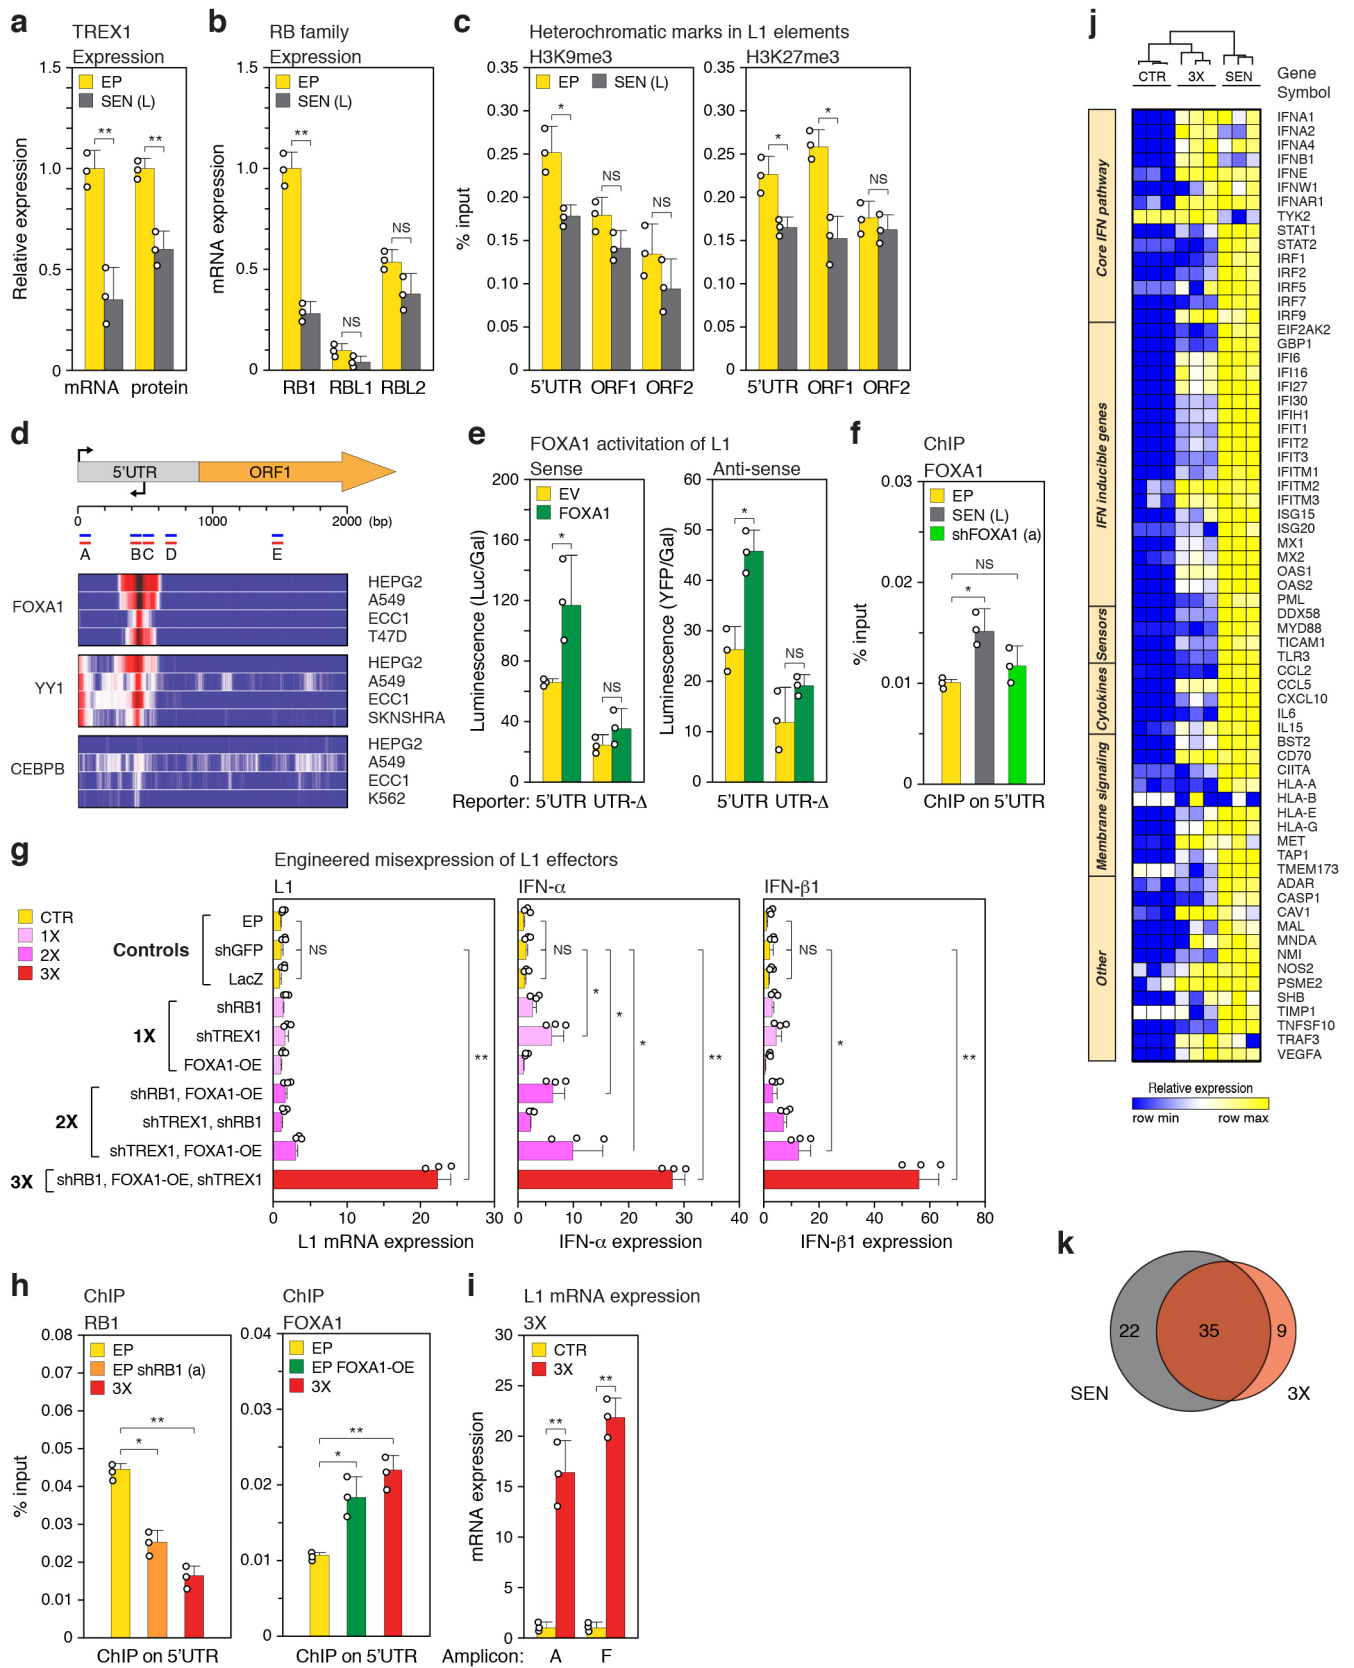 a
TREX1
Expression
EP
SEN (L)
1.5
1.0
0.5
0
Relative expression
**
**
mRNA
protein
b
RB family
Expression
EP
SEN (L)
1.5
1.0
0.5
0
mRNA expression
**
NS
NS
RB1
RBL1
RBL2
c
Heterochromatic marks in L1 elements
H3K9me3
EP
SEN (L)
0.35
0.30
0.25
0.20
0.15
0.10
0.05
0
% input
*
NS
NS
5'UTR
ORF1
ORF2
H3K27me3
0.35
0.30
0.25
0.20
0.15
0.10
0.05
0
*
*
NS
5'UTR
ORF1
ORF2
d
5'UTR
ORF1
0
1000
2000
(bp)
A
B
C
D
E
FOXA1
HEPG2
A549
ECC1
T47D
YY1
HEPG2
A549
ECC1
SKNSHRA
CEBPB
HEPG2
A549
ECC1
K562
e
FOXA1 activitation of L1
Sense
EV
FOXA1
200
160
120
80
40
0
Luminescence (Luc/Gal)
*
NS
Anti-sense
60
50
40
30
20
10
0
Luminescence (YFP/Gal)
*
NS
Reporter:
5'UTR
UTR-Δ
5'UTR
UTR-Δ
f
ChIP
FOXA1
EP
SEN (L)
shFOXA1 (a)
0.03
0.02
0.01
0
% input
NS
*
ChIP on 5'UTR
g
Engineered misexpression of L1 effectors
CTR
1X
2X
3X
Controls
EP
shGFP
LacZ
1X
shRB1
shTREX1
FOXA1-OE
2X
shRB1, FOXA1-OE
shTREX1, shRB1
shTREX1, FOXA1-OE
3X
shRB1, FOXA1-OE, shTREX1
L1
NS
**
0
10
20
30
L1 mRNA expression
IFN-α
NS
*
*
*
**
0
10
20
30
40
IFN-α expression
IFN-β1
NS
*
**
0
20
40
60
80
IFN-β1 expression
h
ChIP
RB1
EP
EP shRB1 (a)
3X
0.08
0.07
0.06
0.05
0.04
0.03
0.02
0.01
0
% input
**
*
ChIP on 5'UTR
ChIP
FOXA1
EP
EP FOXA1-OE
3X
0.04
0.03
0.02
0.01
0
**
*
ChIP on 5'UTR
i
L1 mRNA expression
3X
CTR
3X
30
25
20
15
10
5
0
mRNA expression
**
**
Amplicon:
A
F
j
CTR
3X
SEN
Gene
Symbol
Core IFN pathway
IFN inducible genes
Sensors
Cytokines
Membrane signaling
Other
IFNA1
IFNA2
IFNA4
IFNB1
IFNE
IFNW1
IFNAR1
TYK2
STAT1
STAT2
IRF1
IRF2
IRF5
IRF7
IRF9
EIF2AK2
GBP1
IFI6
IFI16
IFI27
IFI30
IFIH1
IFIT1
IFIT2
IFIT3
IFITM1
IFITM2
IFITM3
ISG15
ISG20
MX1
MX2
OAS1
OAS2
PML
DDX58
MYD88
TICAM1
TLR3
CCL2
CCL5
CXCL10
IL6
IL15
BST2
CD70
CIITA
HLA-A
HLA-B
HLA-E
HLA-G
MET
TAP1
TMEM173
ADAR
CASP1
CAV1
MAL
MNDA
NMI
NOS2
PSME2
SHB
TIMP1
TNFSF10
TRAF3
VEGFA
Relative expression
row min
row max
k
22
35
9
SEN
3X